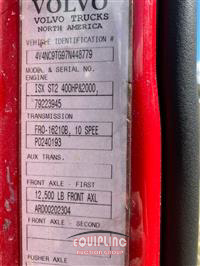 VOLVO
VOLVO TRUCKS
NORTH AMERICA
VEHICLE IDENTIFICATION #
4V4NC9TG97N448779
MODEL & SERIAL NO.
ENGINE
ISX ST2 400HP&2000,
79223945
TRANSMISSION
FRO-16210B, 10 SPEE
P0240193
AUX TRANS.
FRONT AXLE - FIRST
12,500 LB FRONT AXL
ARD00202304
FRONT AXLE - SECOND
EQUIPLINC
PUSHER AXLE